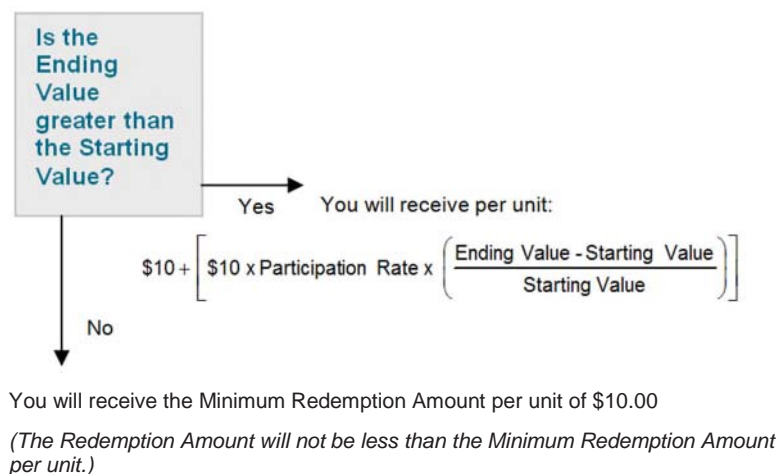 Is the
Ending
Value
greater than
the Starting
Value?
Yes You will receive per unit:
$10 + [ $10 x Participation Rate x ( Ending Value - Starting Value / Starting Value ) ]
No
You will receive the Minimum Redemption Amount per unit of $10.00
(The Redemption Amount will not be less than the Minimum Redemption Amount
per unit.)